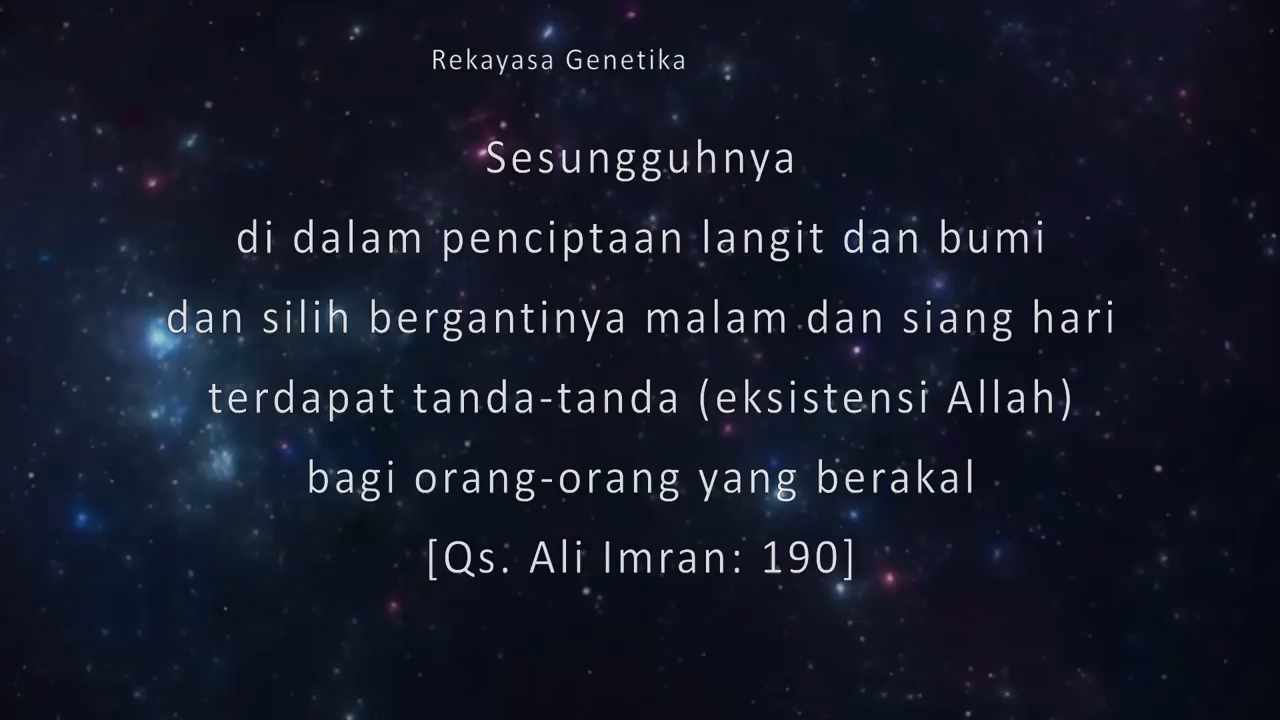 Rekayasa Genetika
Sesungguhnya
di dalam penciptaan langit dan bumi
dan silih bergantinya malam dan siang hari
terdapat tanda-tanda (eksistensi Allah)
bagi orang-orang yang berakal
[Qs. Ali Imran: 190]